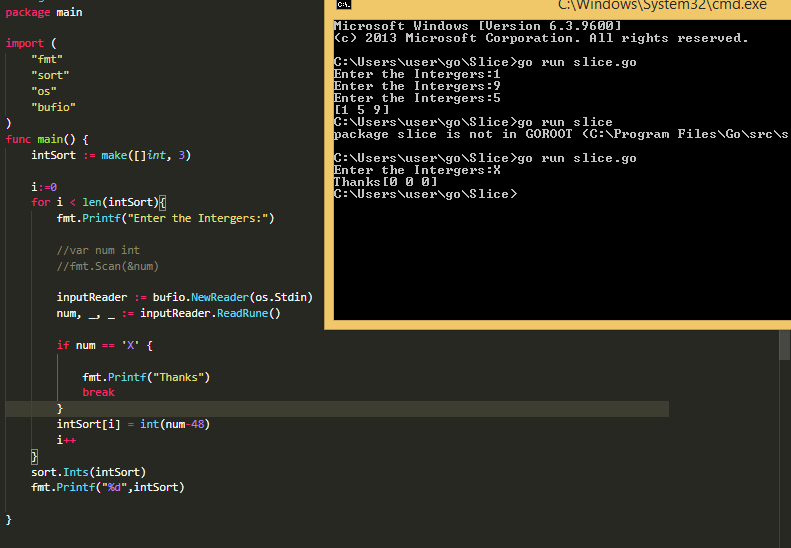 package main
import (
"fmt"
"sort"
"os"
"bufio"
)
func main() {
intSort := make([]int, 3)
i:=0
for i < len(intSort){
fmt.Printf("Enter the Intergers:")
//var num int
//fmt.Scan(&num)
inputReader := bufio.NewReader(os.Stdin)
num, _, _ := inputReader.ReadRune()
if num == 'X' {
fmt.Printf("Thanks")
break
}
intSort[i] = int(num-48)
i++
}
sort.Ints(intSort)
fmt.Printf("%d",intSort)
}
C:\Windows\System32\cmd.exe
Microsoft Windows [Version 6.3.9600]
(c) 2013 Microsoft Corporation. All rights reserved.
C:\Users\user\go\Slice>go run slice.go
Enter the Intergers:1
Enter the Intergers:9
Enter the Intergers:5
[1 5 9]
C:\Users\user\go\Slice>go run slice
package slice is not in GOROOT (C:\Program Files\Go\src\s
C:\Users\user\go\Slice>go run slice.go
Enter the Intergers:X
Thanks[0 0 0]
C:\Users\user\go\Slice>